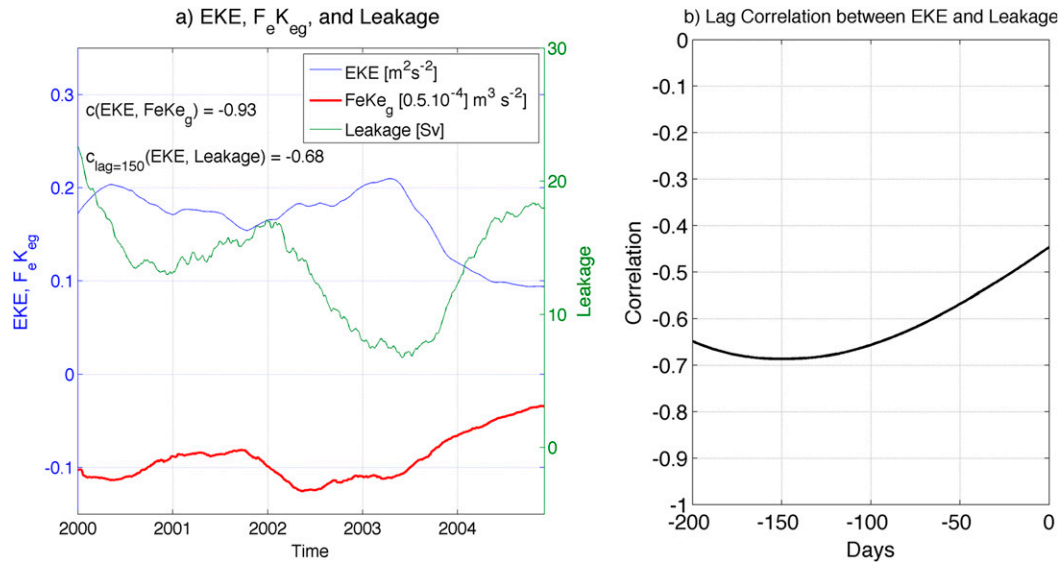 a) EKE, FeKeg, and Leakage
b) Lag Correlation between EKE and Leakage
EKE [m²s⁻²]
FeKeg [0.5.10⁻⁴] m³ s⁻²]
Leakage [Sv]
c(EKE, FeKeg) = -0.93
clag=150(EKE, Leakage) = -0.68
EKE, FeKeg
0.3
0.2
0.1
0
-0.1
Leakage
30
20
10
0
2000 2001 2002 2003 2004
Time
Correlation
0
-0.1
-0.2
-0.3
-0.4
-0.5
-0.6
-0.7
-0.8
-0.9
-1
-200 -150 -100 -50 0
Days